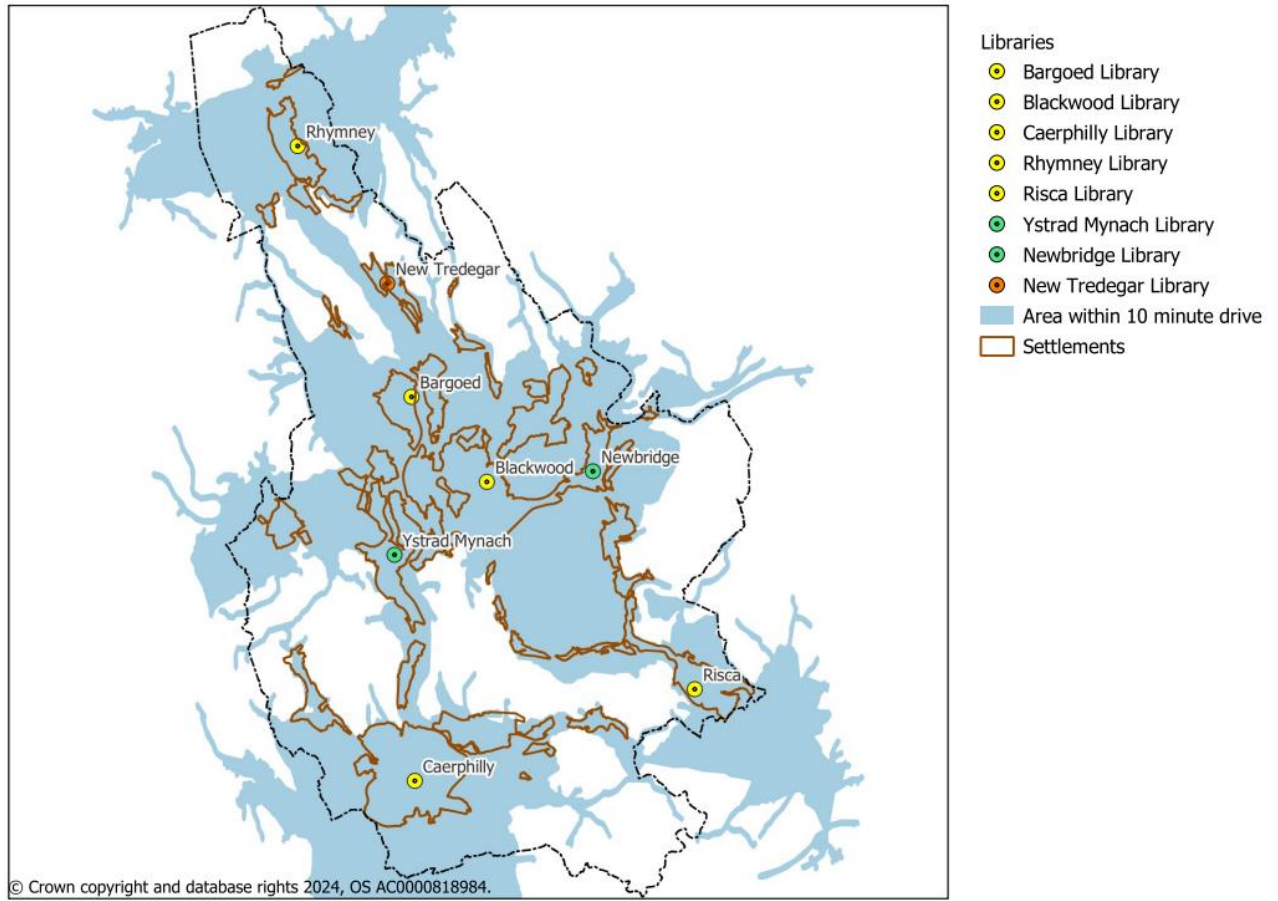 Rhymney
New Tredegar
Bargoed
Blackwood
Newbridge
Ystrad Mynach
Risca
Caerphilly
© Crown copyright and database rights 2024, OS AC0000818984.
Libraries
Bargoed Library
Blackwood Library
Caerphilly Library
Rhymney Library
Risca Library
Ystrad Mynach Library
Newbridge Library
New Tredegar Library
Area within 10 minute drive
Settlements